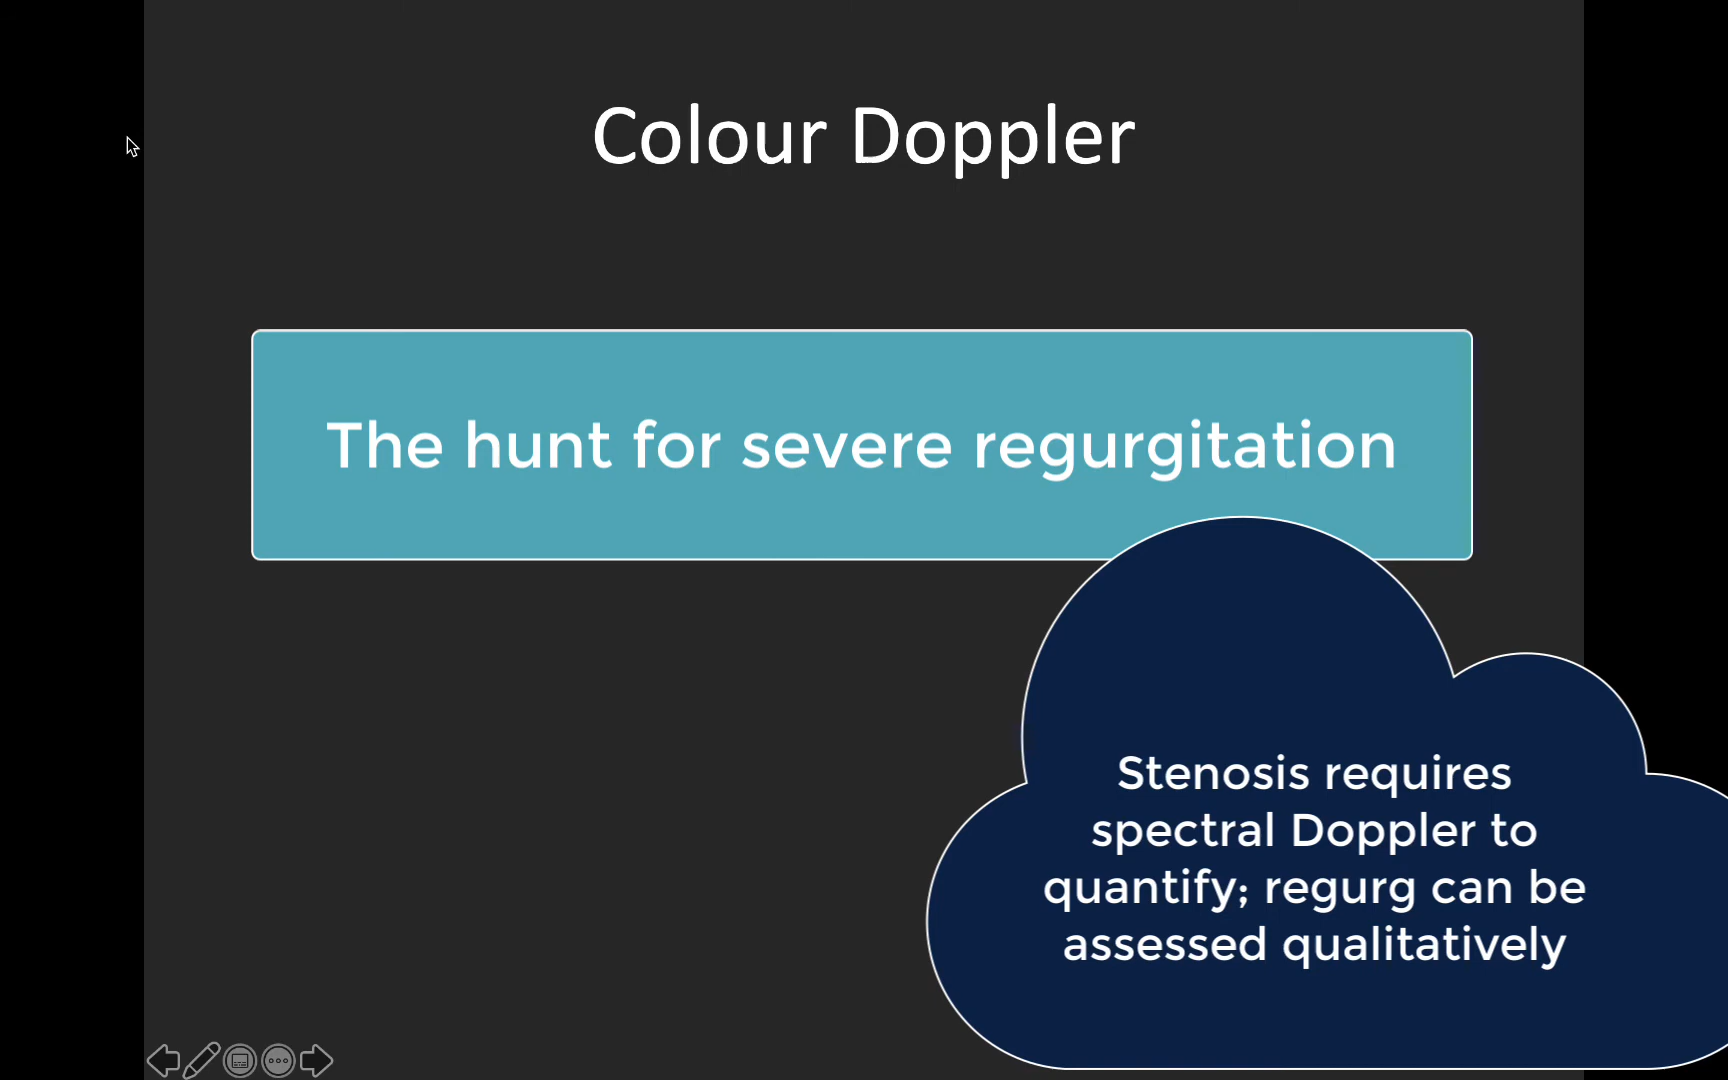 Colour Doppler
The hunt for severe regurgitation
Stenosis requires
spectral Doppler to
quantify; regurg can be
assessed qualitatively